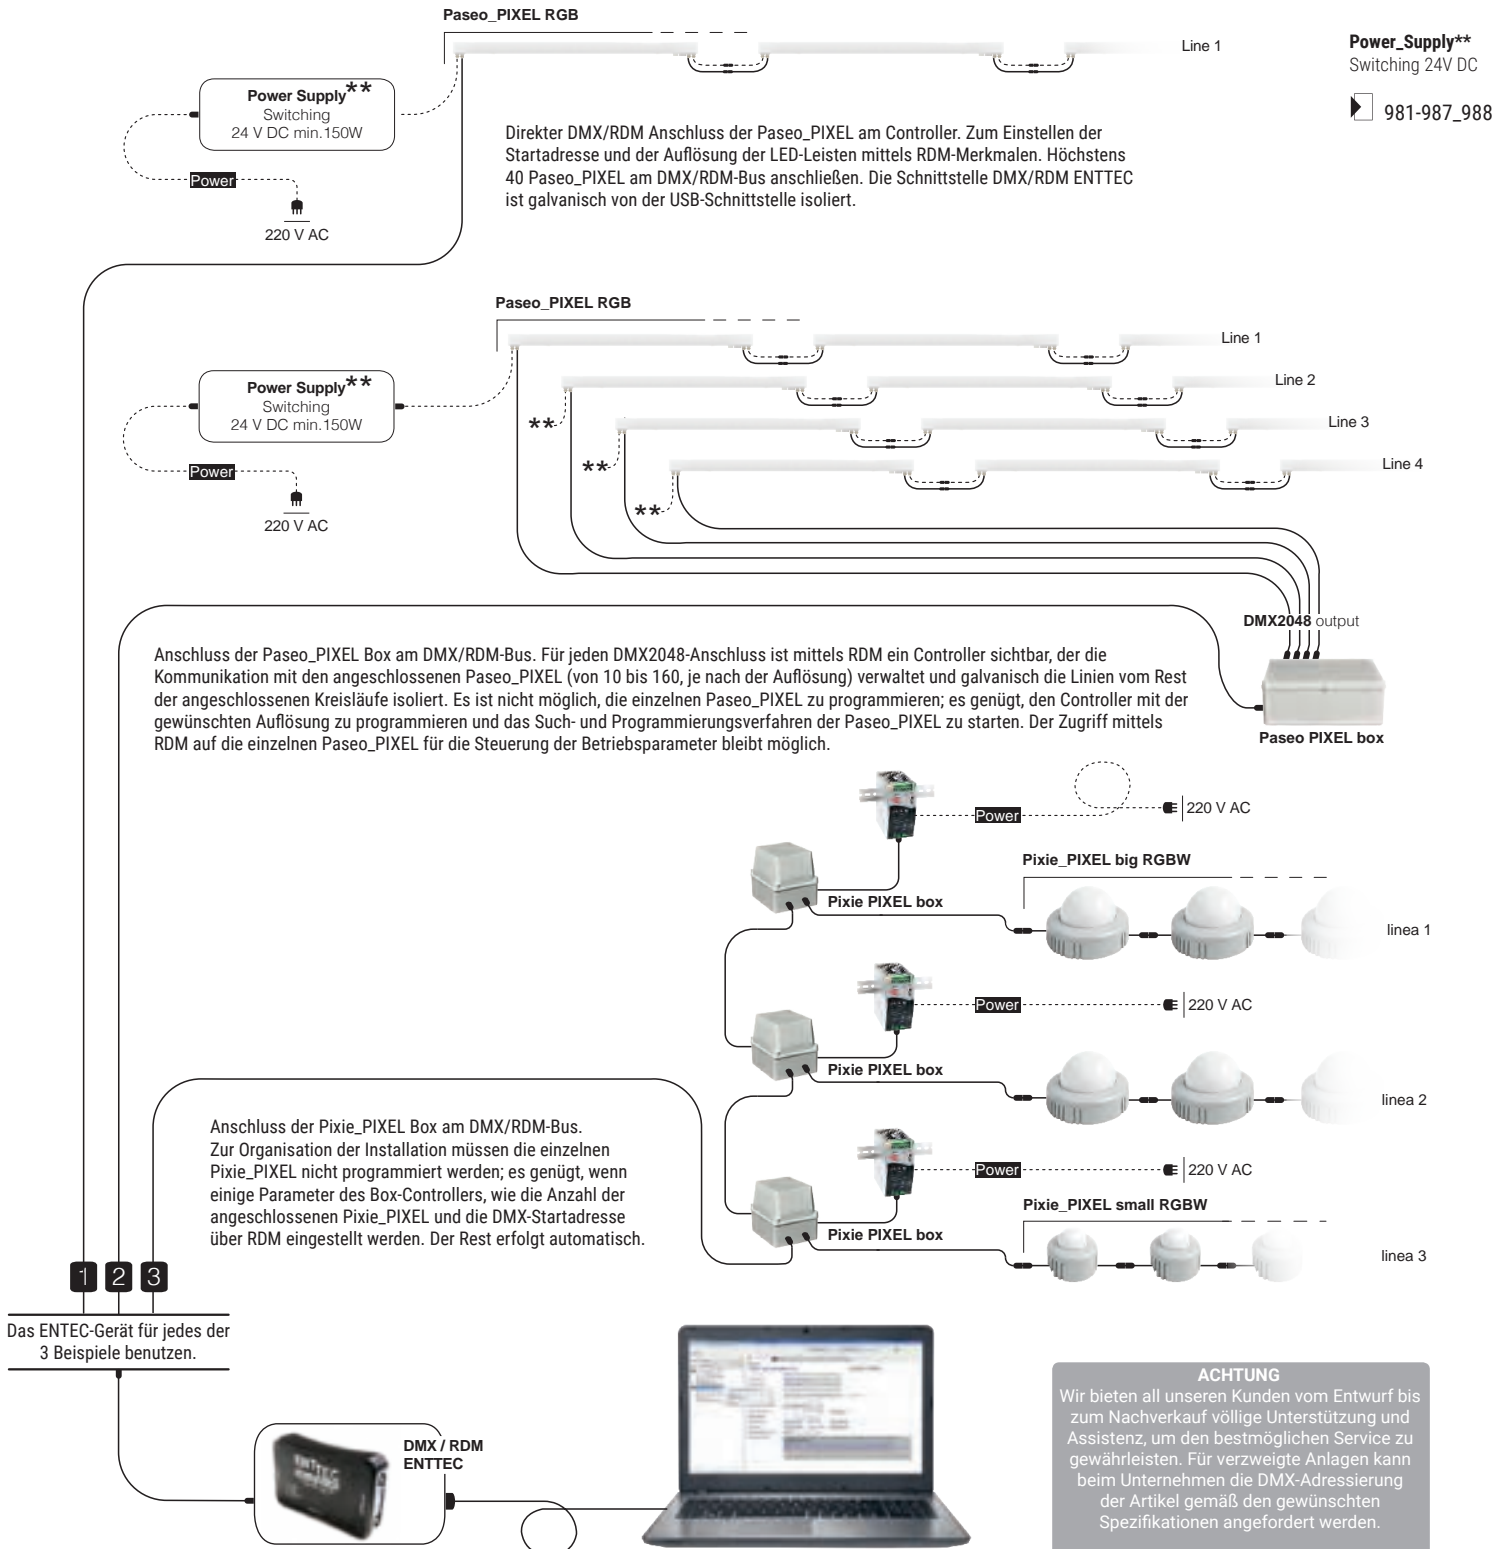 Paseo_PIXEL RGB
Line 1
Power_Supply**
Switching 24V DC
981-987_988
Power Supply**
Switching
24 V DC min.150W
Power
220 V AC
Direkter DMX/RDM Anschluss der Paseo_PIXEL am Controller. Zum Einstellen der
Startadresse und der Auflösung der LED-Leisten mittels RDM-Merkmalen. Höchstens
40 Paseo_PIXEL am DMX/RDM-Bus anschließen. Die Schnittstelle DMX/RDM ENTTEC
ist galvanisch von der USB-Schnittstelle isoliert.
Paseo_PIXEL RGB
Line 1
Line 2
Line 3
Line 4
Power Supply**
Switching
24 V DC min.150W
**
**
**
Power
220 V AC
DMX2048 output
Paseo PIXEL box
Anschluss der Paseo_PIXEL Box am DMX/RDM-Bus. Für jeden DMX2048-Anschluss ist mittels RDM ein Controller sichtbar, der die
Kommunikation mit den angeschlossenen Paseo_PIXEL (von 10 bis 160, je nach der Auflösung) verwaltet und galvanisch die Linien vom Rest
der angeschlossenen Kreisläufe isoliert. Es ist nicht möglich, die einzelnen Paseo_PIXEL zu programmieren; es genügt, den Controller mit der
gewünschten Auflösung zu programmieren und das Such- und Programmierungsverfahren der Paseo_PIXEL zu starten. Der Zugriff mittels
RDM auf die einzelnen Paseo_PIXEL für die Steuerung der Betriebsparameter bleibt möglich.
Power
220 V AC
Pixie PIXEL box
Pixie_PIXEL big RGBW
linea 1
Power
220 V AC
Pixie PIXEL box
linea 2
Power
220 V AC
Pixie PIXEL box
Pixie_PIXEL small RGBW
linea 3
Anschluss der Pixie_PIXEL Box am DMX/RDM-Bus.
Zur Organisation der Installation müssen die einzelnen
Pixie_PIXEL nicht programmiert werden; es genügt, wenn
einige Parameter des Box-Controllers, wie die Anzahl der
angeschlossenen Pixie_PIXEL und die DMX-Startadresse
über RDM eingestellt werden. Der Rest erfolgt automatisch.
1 2 3
Das ENTEC-Gerät für jedes der
3 Beispiele benutzen.
DMX / RDM
ENTTEC
ENTTEC
ACHTUNG
Wir bieten all unseren Kunden vom Entwurf bis
zum Nachverkauf völlige Unterstützung und
Assistenz, um den bestmöglichen Service zu
gewährleisten. Für verzweigte Anlagen kann
beim Unternehmen die DMX-Adressierung
der Artikel gemäß den gewünschten
Spezifikationen angefordert werden.